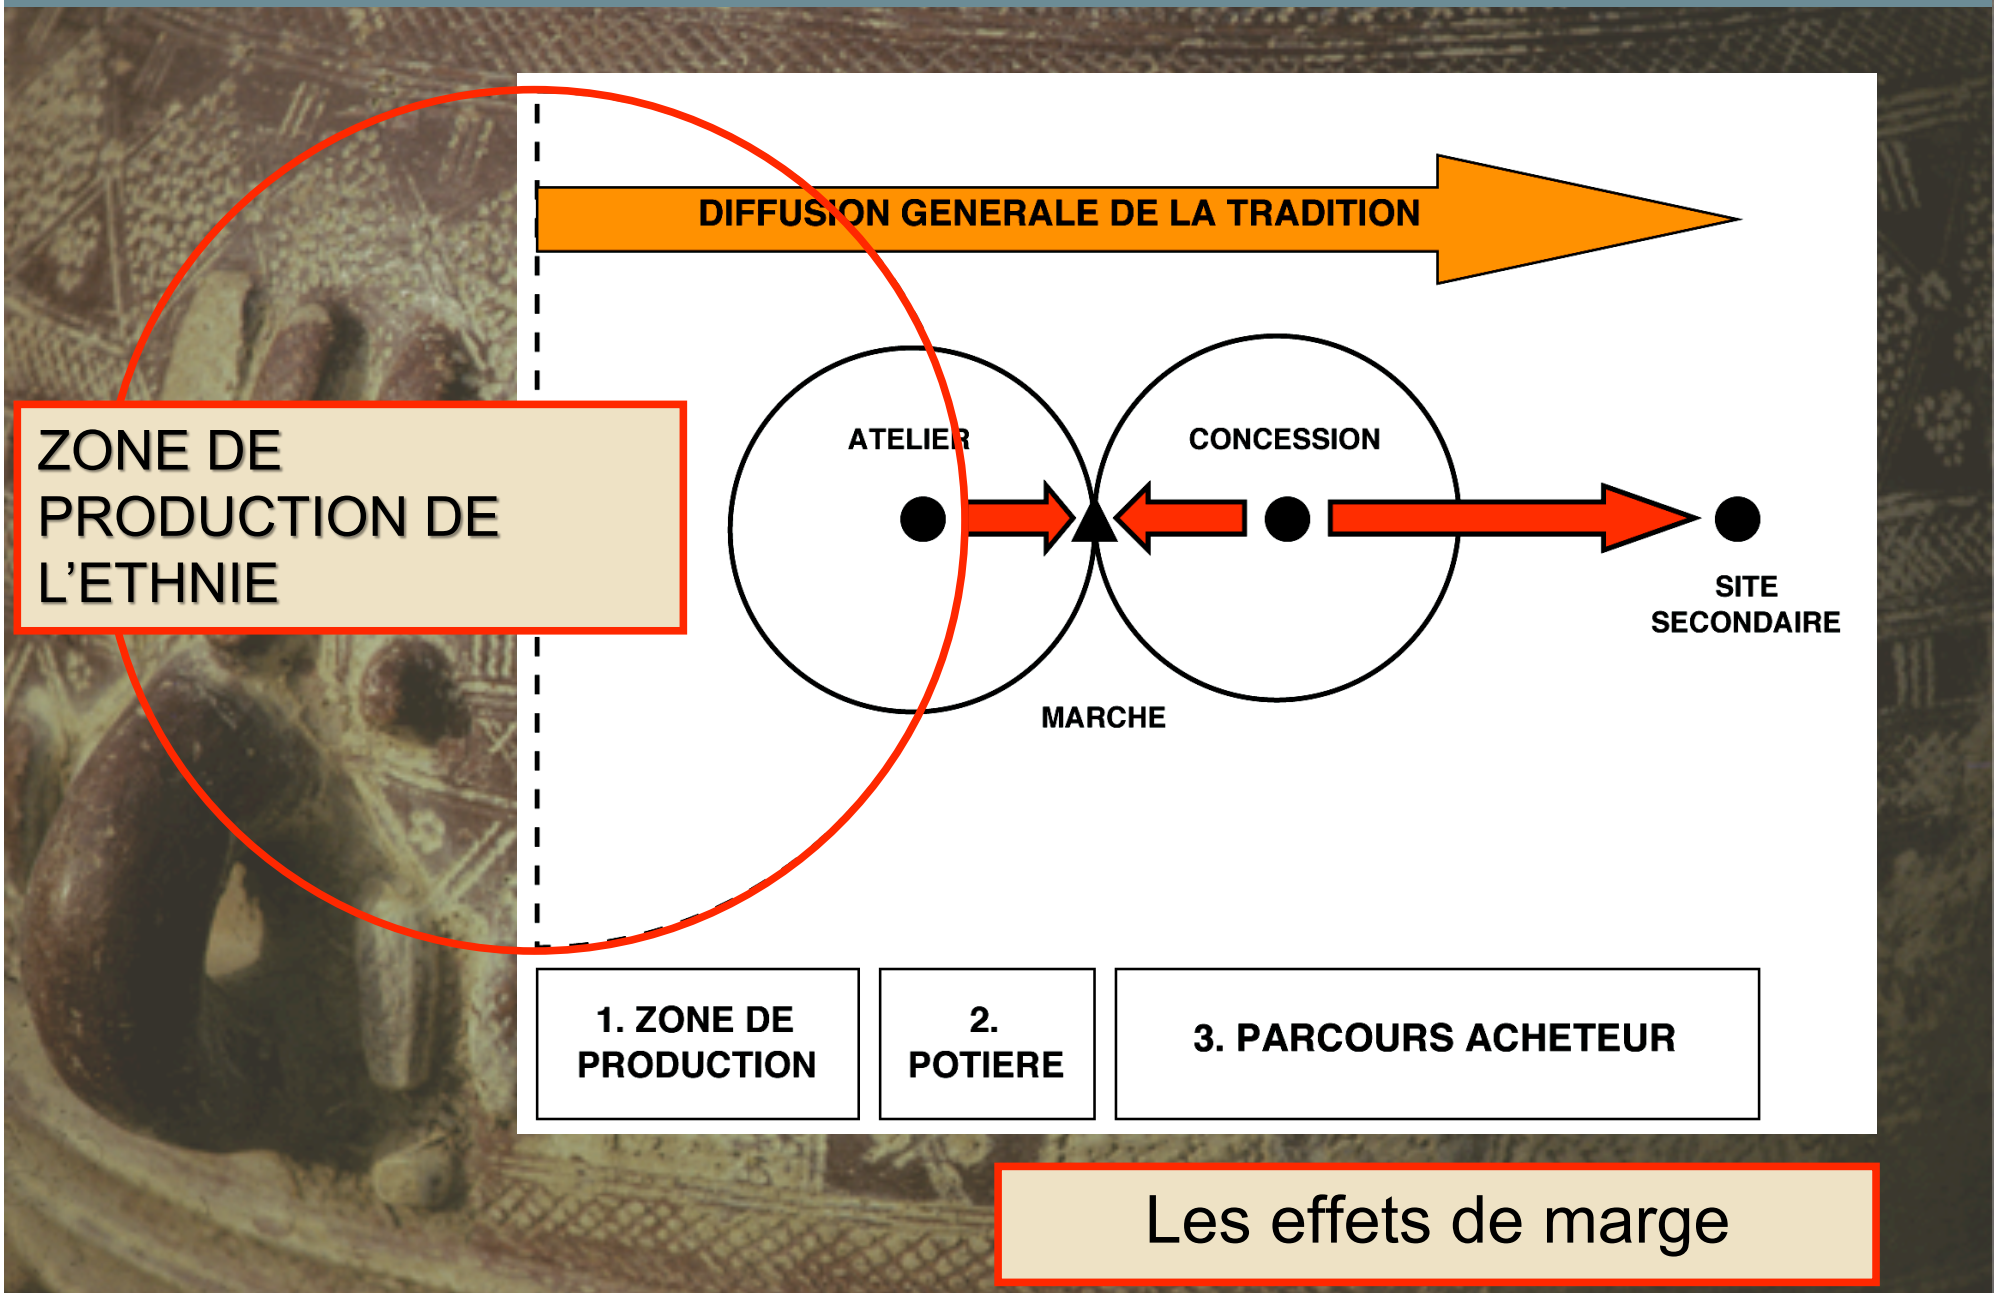 DIFFUSION GENERALE DE LA TRADITION
ZONE DE
PRODUCTION DE
L’ETHNIE
ATELIER
CONCESSION
SITE
SECONDAIRE
MARCHE
1. ZONE DE
PRODUCTION
2.
POTIERE
3. PARCOURS ACHETEUR
Les effets de marge